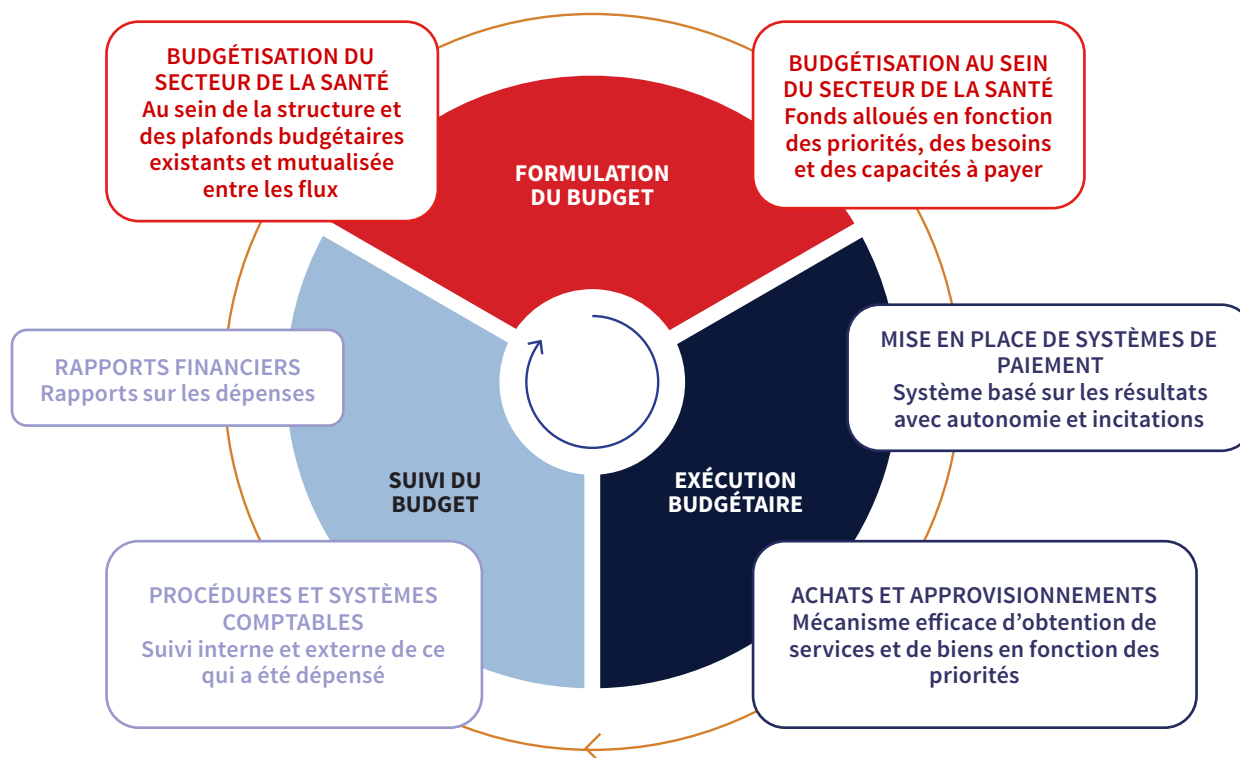 BUDGÉTISATION DU
SECTEUR DE LA SANTÉ
Au sein de la structure et
des plafonds budgétaires
existants et mutualisée
entre les flux
BUDGÉTISATION AU SEIN
DU SECTEUR DE LA SANTÉ
Fonds alloués en fonction
des priorités, des besoins
et des capacités à payer
FORMULATION
DU BUDGET
RAPPORTS FINANCIERS
Rapports sur les dépenses
MISE EN PLACE DE SYSTÈMES DE
PAIEMENT
Système basé sur les résultats
avec autonomie et incitations
SUIVI DU
BUDGET
EXÉCUTION
BUDGÉTAIRE
PROCÉDURES ET SYSTÈMES
COMPTABLES
Suivi interne et externe de ce
qui a été dépensé
ACHATS ET APPROVISIONNEMENTS
Mécanisme efficace d’obtention de
services et de biens en fonction des
priorités